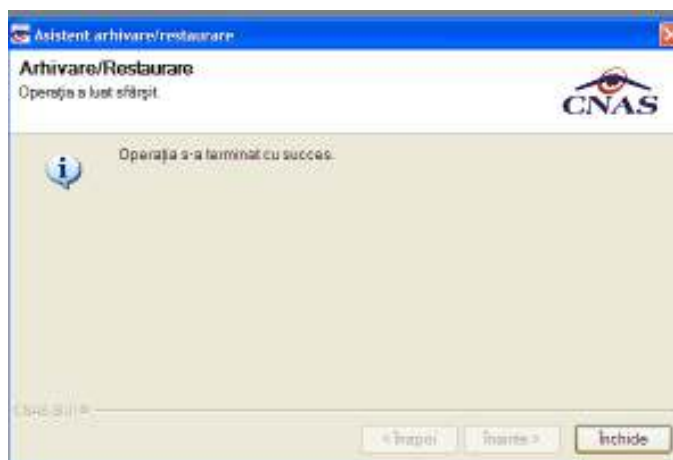 Asistent arhivare/restaurare
Arhivare/Restaurare
Operația a luat sfârșit.
CNAS
Operația s-a terminat cu succes.
< Înapoi
Înainte >
Închide